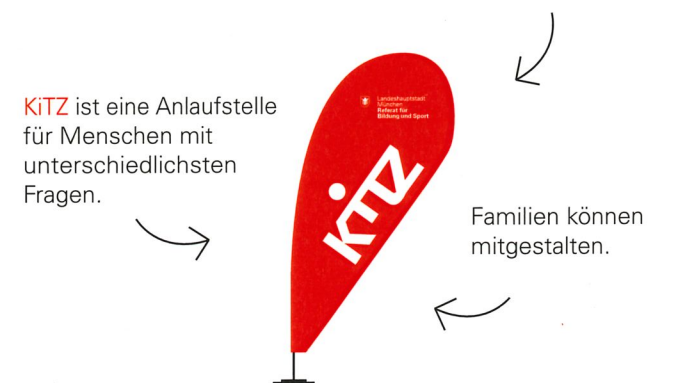 KiTZ ist eine Anlaufstelle
für Menschen mit
unterschiedlichsten
Fragen.
Landeshauptstadt
München
Referat für
Bildung und Sport
KiTZ
Familien können
mitgestalten.